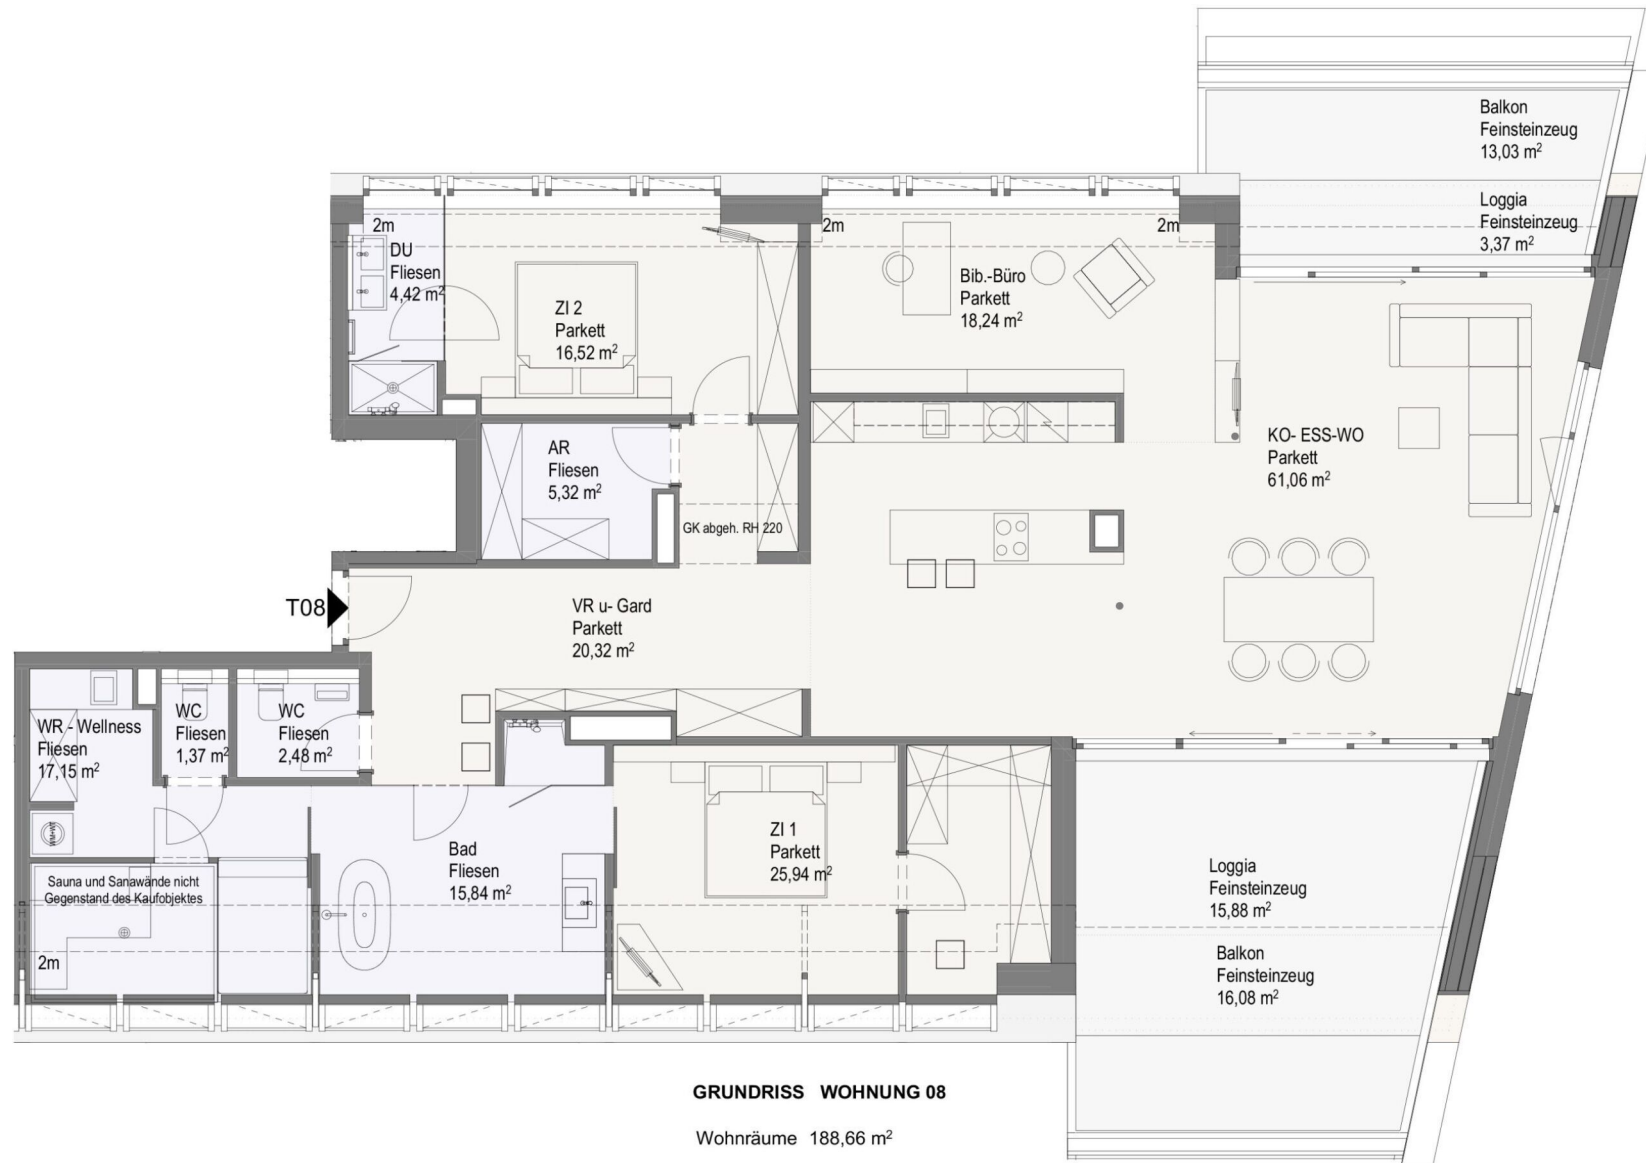 Balkon
Feinsteinzeug
13,03 m²
Loggia
Feinsteinzeug
3,37 m²
2m
DU
Fliesen
4,42 m²
ZI 2
Parkett
16,52 m²
2m
Bib.-Büro
Parkett
18,24 m²
2m
KO- ESS-WO
Parkett
61,06 m²
AR
Fliesen
5,32 m²
GK abgeh. RH 220
T08
VR u- Gard
Parkett
20,32 m²
WR - Wellness
Fliesen
17,15 m²
WC
Fliesen
1,37 m²
WC
Fliesen
2,48 m²
WM+WT
Sauna und Sanawände nicht
Gegenstand des Kaufobjektes
2m
Bad
Fliesen
15,84 m²
ZI 1
Parkett
25,94 m²
Loggia
Feinsteinzeug
15,88 m²
Balkon
Feinsteinzeug
16,08 m²
GRUNDRISS WOHNUNG 08
Wohnräume 188,66 m²